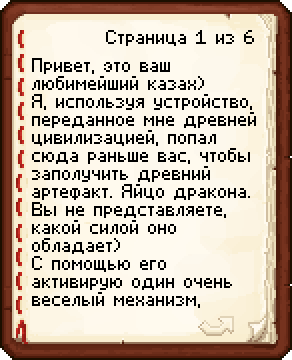 Страница 1 из 6
Привет, это ваш
любимейший казах)
Я, используя устройство,
переданное мне древней
цивилизацией, попал
сюда раньше вас, чтобы
заполучить древний
артефакт. Яйцо дракона.
Вы не представляете,
какой силой оно
обладает)
С помощью его
активирую один очень
веселый механизм,